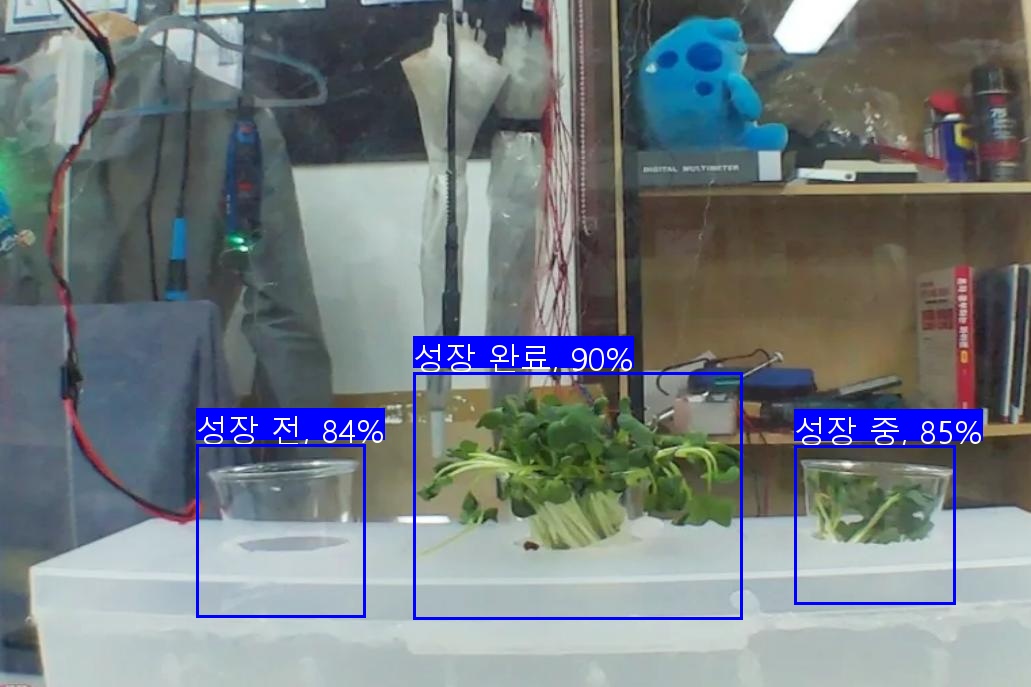 DIGITAL MULTIMETER
성장 완료, 90%
성장 전, 84%
성장 중, 85%